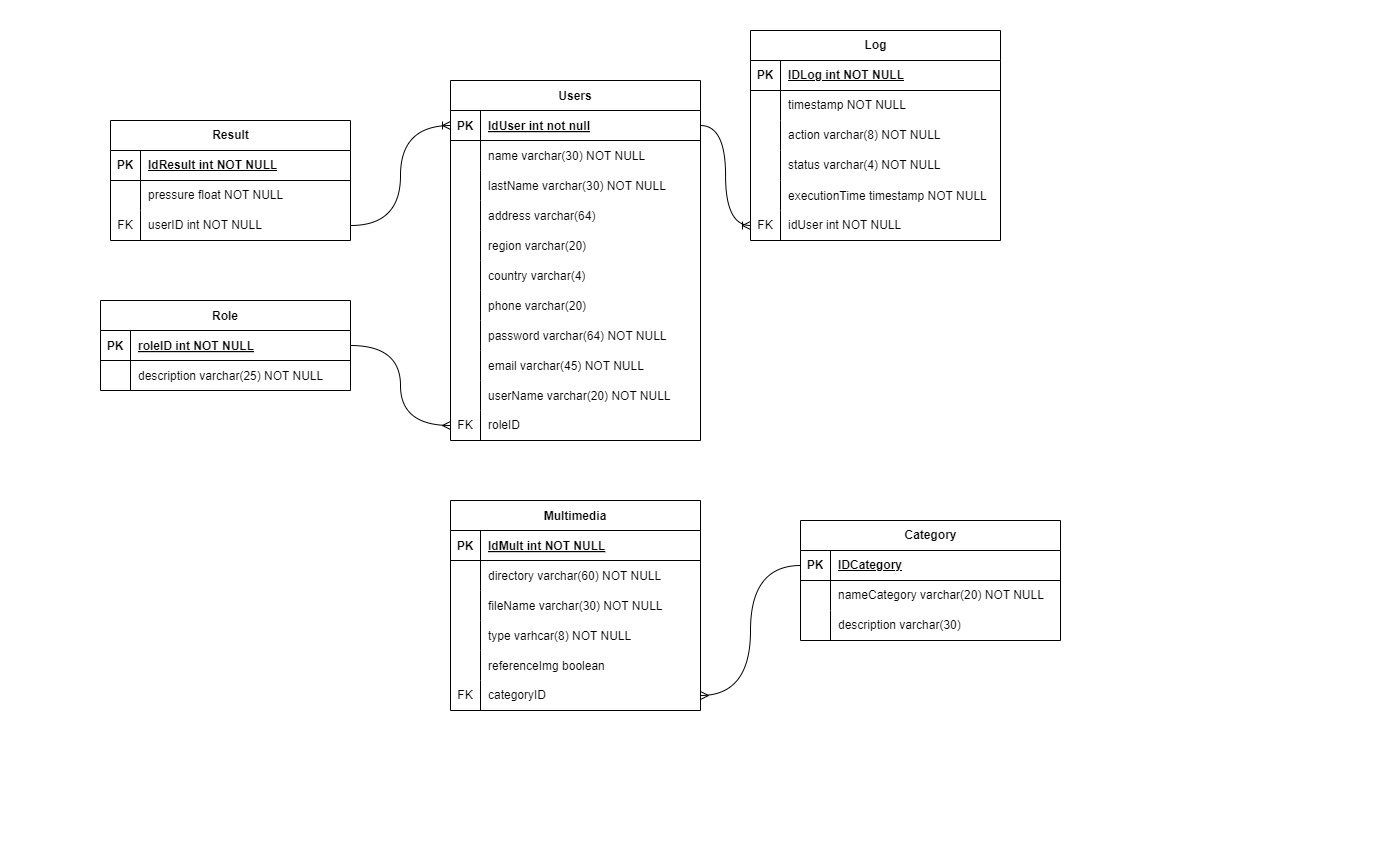 Log
PK IDLog int NOT NULL
timestamp NOT NULL
action varchar(8) NOT NULL
status varchar(4) NOT NULL
executionTime timestamp NOT NULL
FK idUser int NOT NULL
Users
PK IdUser int not null
name varchar(30) NOT NULL
lastName varchar(30) NOT NULL
address varchar(64)
region varchar(20)
country varchar(4)
phone varchar(20)
password varchar(64) NOT NULL
email varchar(45) NOT NULL
userName varchar(20) NOT NULL
FK roleID
Result
PK IdResult int NOT NULL
pressure float NOT NULL
FK userID int NOT NULL
Role
PK roleID int NOT NULL
description varchar(25) NOT NULL
Multimedia
PK IdMult int NOT NULL
directory varchar(60) NOT NULL
fileName varchar(30) NOT NULL
type varhcar(8) NOT NULL
referenceImg boolean
FK categoryID
Category
PK IDCategory
nameCategory varchar(20) NOT NULL
description varchar(30)